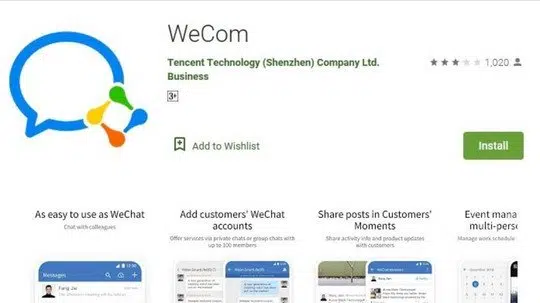 WeCom
Tencent Technology (Shenzhen) Company Ltd.
1,020
Business
3+
Add to Wishlist
Install
As easy to use as WeChat
Chat with colleagues
Add customers' WeChat
accounts
Offer services via private chats or group chats with
up to 100 members
Share posts in Customers'
Moments
Share activity info and product updates with
customers
Event mana
multi-pers
Manage work schedule
Messages
Fang Jai